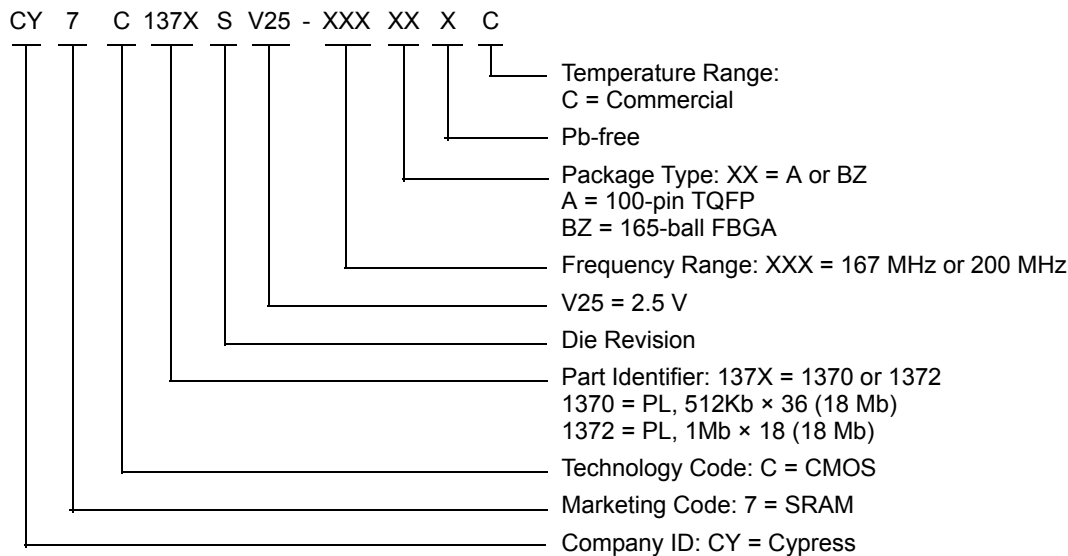 CY 7 C 137X S V25 - XXX XX X C
Temperature Range:
C = Commercial
Pb-free
Package Type: XX = A or BZ
A = 100-pin TQFP
BZ = 165-ball FBGA
Frequency Range: XXX = 167 MHz or 200 MHz
V25 = 2.5 V
Die Revision
Part Identifier: 137X = 1370 or 1372
1370 = PL, 512Kb × 36 (18 Mb)
1372 = PL, 1Mb × 18 (18 Mb)
Technology Code: C = CMOS
Marketing Code: 7 = SRAM
Company ID: CY = Cypress